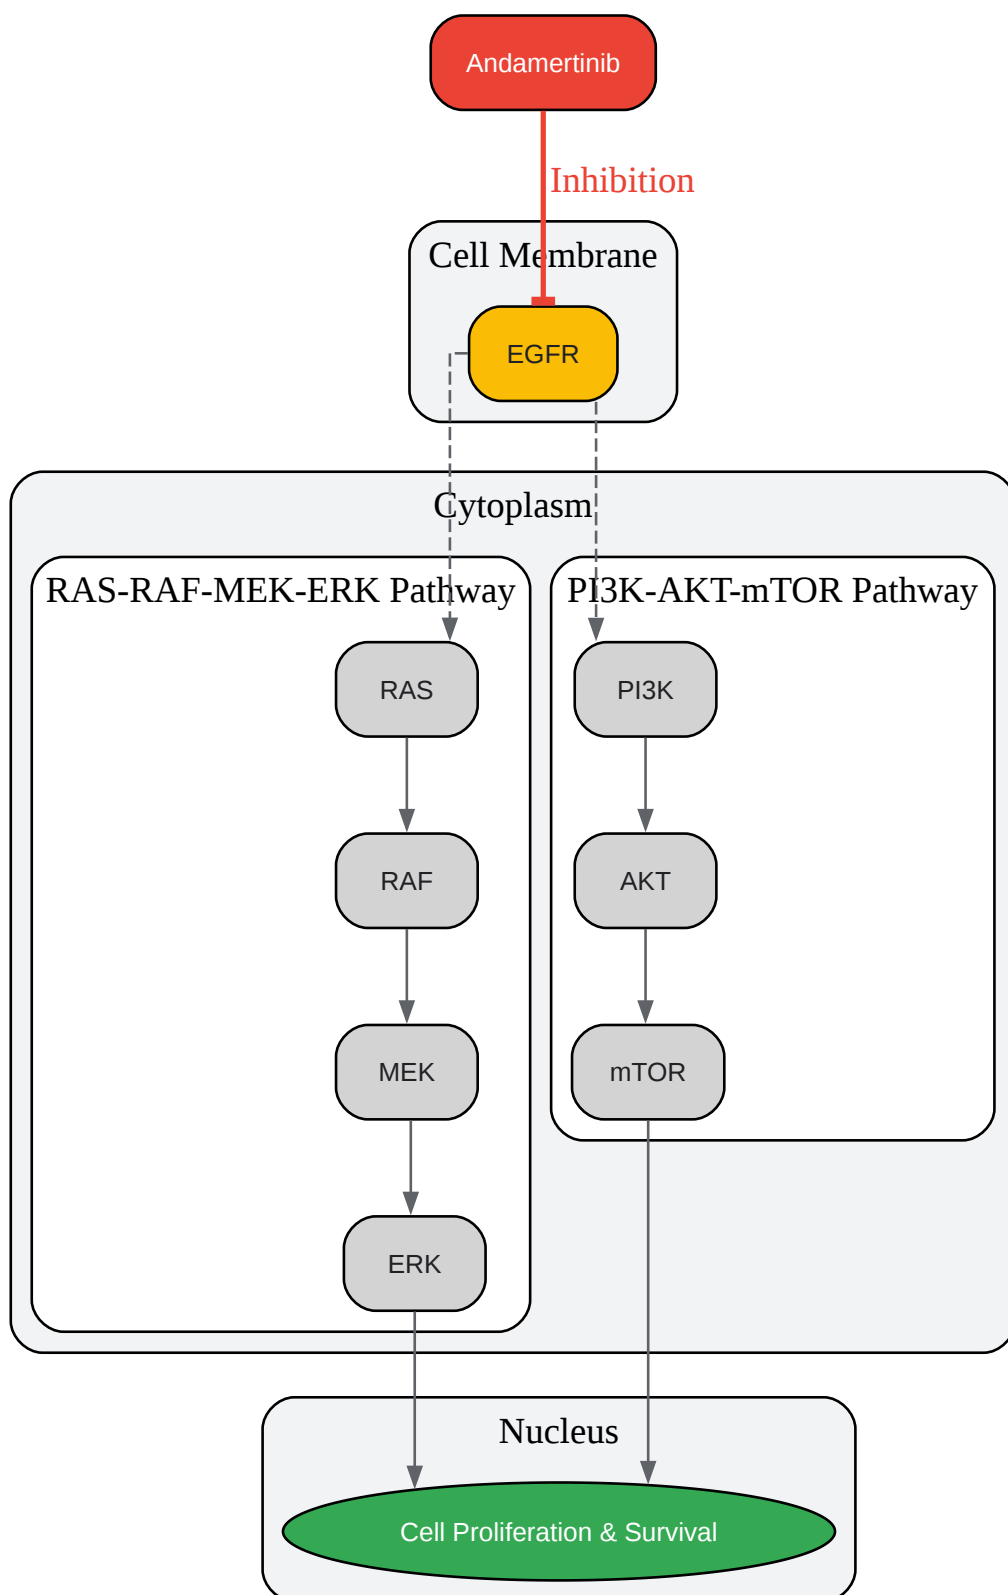 Andamertinib
Inhibition
Cell Membrane
EGFR
Cytoplasm
RAS-RAF-MEK-ERK Pathway
PI3K-AKT-mTOR Pathway
RAS
PI3K
RAF
AKT
MEK
mTOR
ERK
Nucleus
Cell Proliferation & Survival